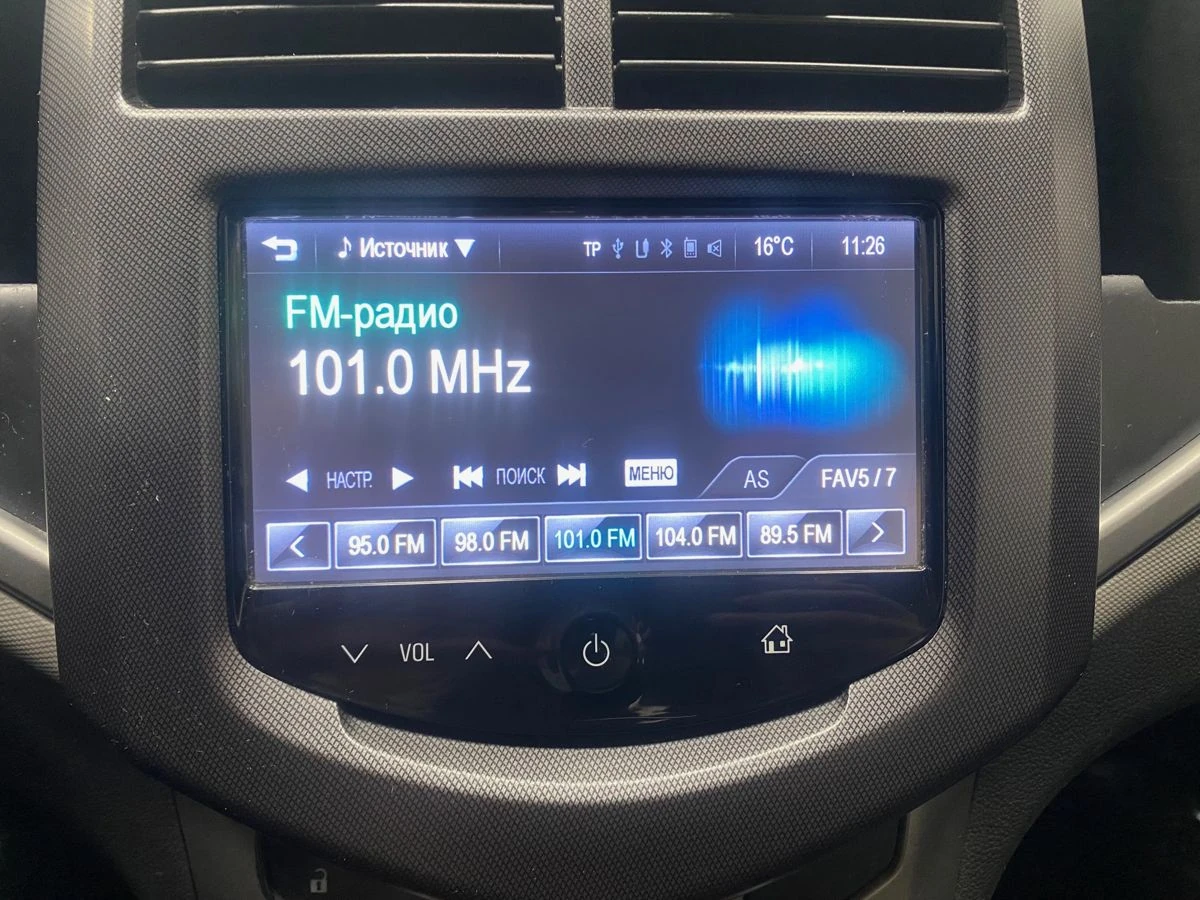 Источник TP 16°C 11:26
FM-радио
101.0 MHz
НАСТР. ПОИСК МЕНЮ AS FAV5 / 7
95.0 FM 98.0 FM 101.0 FM 104.0 FM 89.5 FM
VOL